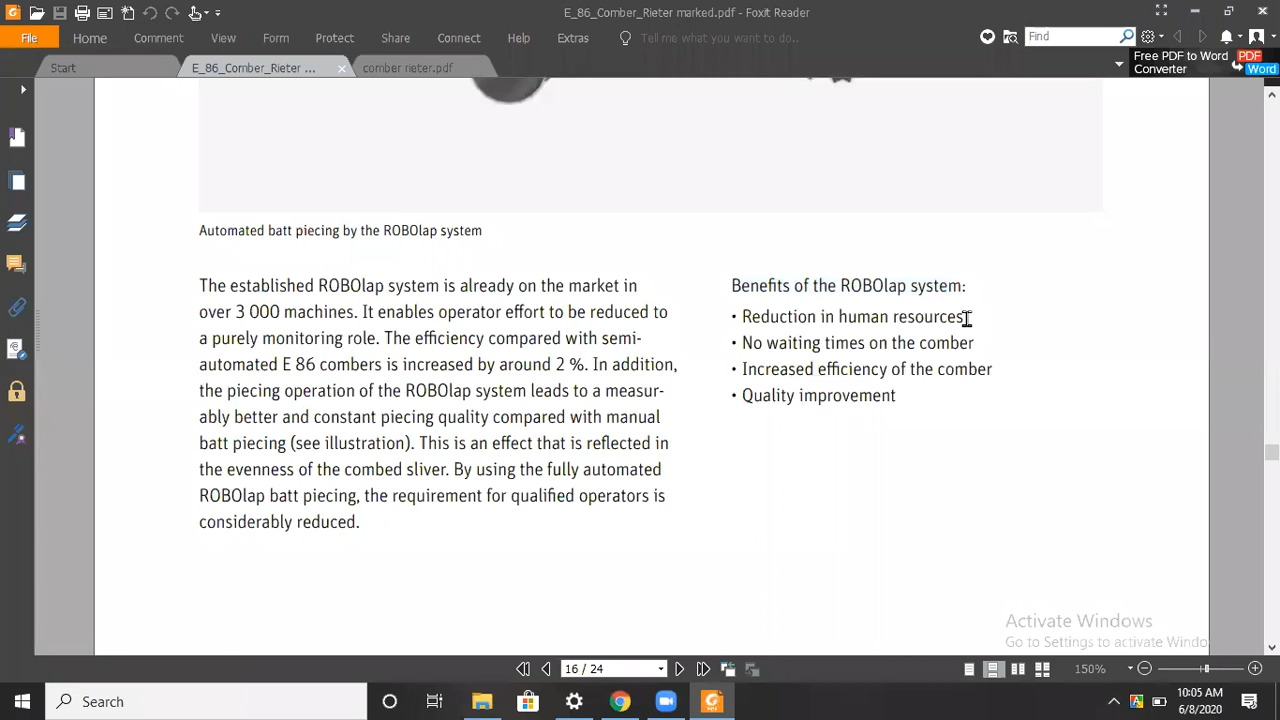 E_86_Comber_Rieter marked.pdf - Foxit Reader
File Home Comment View Form Protect Share Connect Help Extras Tell me what you want to do.. Find
Start E_86_Comber_Rieter ... comber rieter.pdf Free PDF to Word Converter PDF Word
Automated batt piecing by the ROBOlap system
The established ROBOlap system is already on the market in
over 3 000 machines. It enables operator effort to be reduced to
a purely monitoring role. The efficiency compared with semi-
automated E 86 combers is increased by around 2 %. In addition,
the piecing operation of the ROBOlap system leads to a measur-
ably better and constant piecing quality compared with manual
batt piecing (see illustration). This is an effect that is reflected in
the evenness of the combed sliver. By using the fully automated
ROBOlap batt piecing, the requirement for qualified operators is
considerably reduced.
Benefits of the ROBOlap system:
• Reduction in human resources
• No waiting times on the comber
• Increased efficiency of the comber
• Quality improvement
Activate Windows
Go to Settings to activate Windo
16 / 24 150%
Search 10:05 AM
6/8/2020